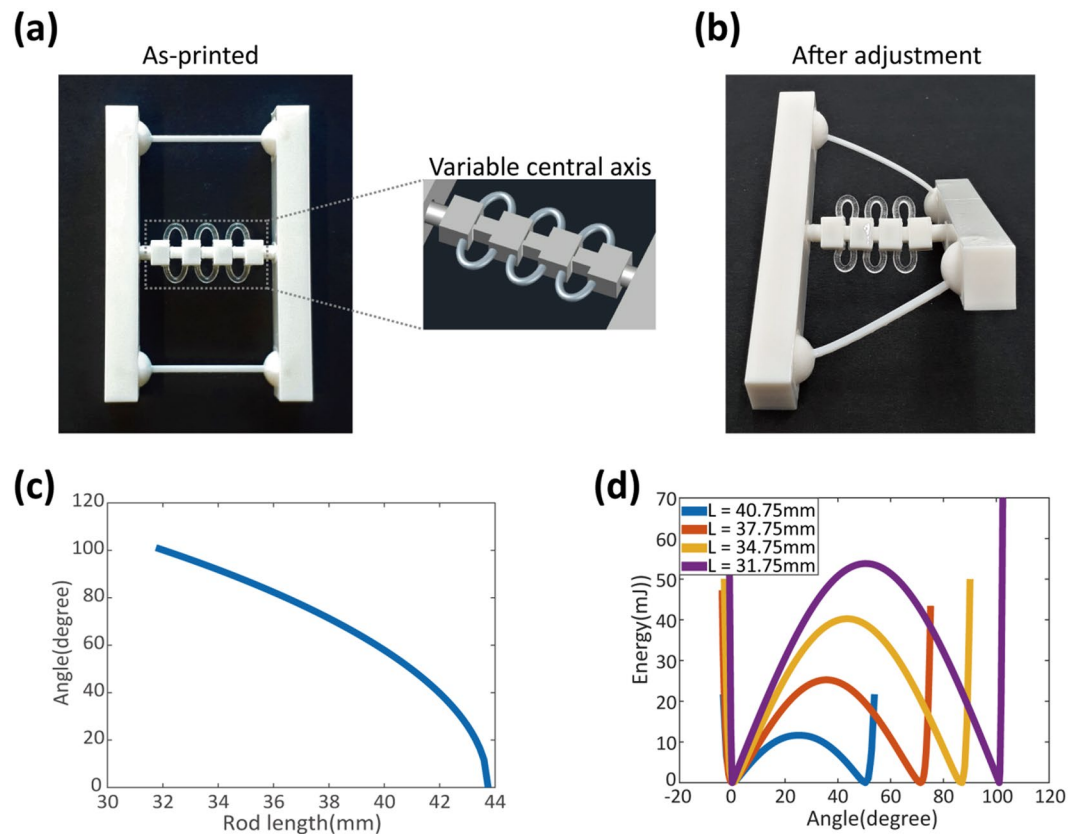 (a)
As-printed
Variable central axis
(b)
After adjustment
(c)
120
100
80
60
40
20
0
Angle(degree)
30 32 34 36 38 40 42 44
Rod length(mm)
(d)
70
60
50
40
30
20
10
0
Energy(mJ))
L = 40.75mm
L = 37.75mm
L = 34.75mm
L = 31.75mm
-20 0 20 40 60 80 100 120
Angle(degree)